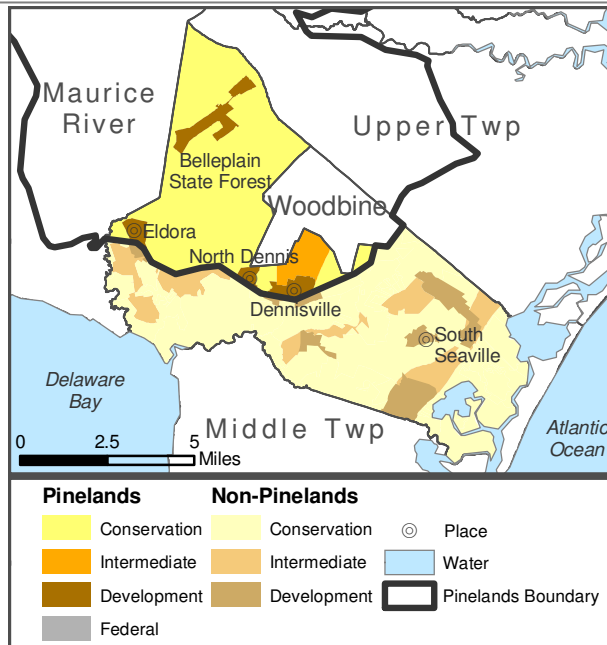 Maurice
River
Upper Twp
Belleplain
State Forest
Woodbine
Eldora
North Dennis
Dennisville
South
Seaville
Delaware
Bay
Middle Twp
Atlantic
Ocean
0 2.5 5
Miles
Pinelands Non-Pinelands
Conservation Conservation Place
Intermediate Intermediate Water
Development Development Pinelands Boundary
Federal